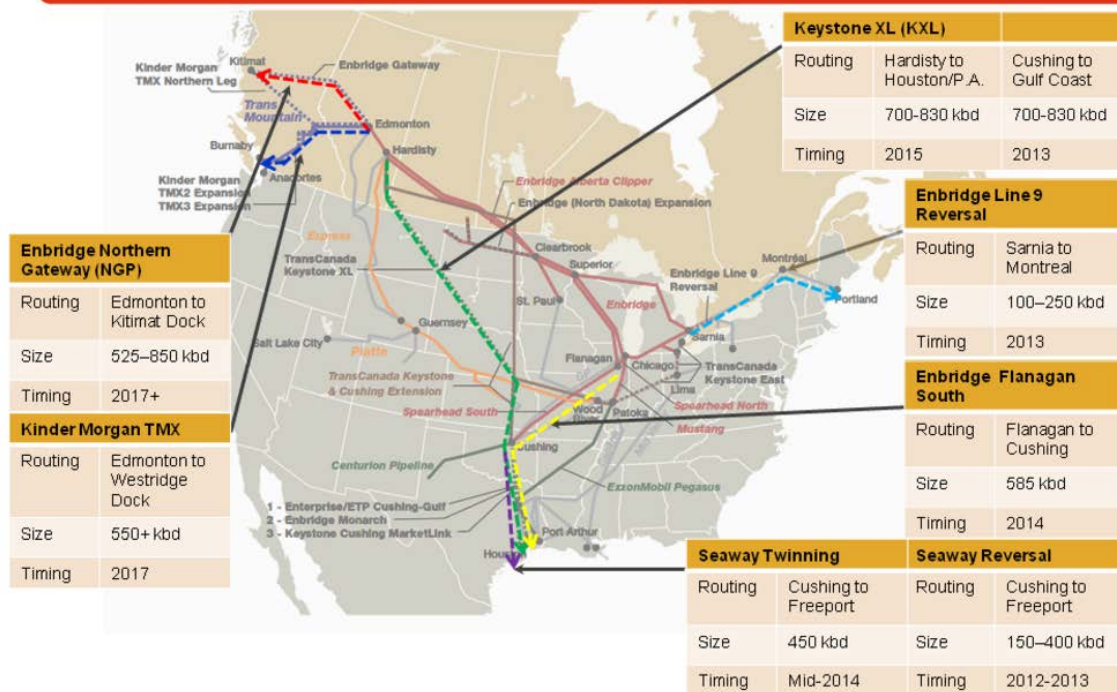 Keystone XL (KXL)
Routing
Hardisty to Houston/P.A.
Cushing to Gulf Coast
Size
700-830 kbd
700-830 kbd
Timing
2015
2013
Kinder Morgan
TMX Northern Leg
Kitimat
Enbridge Gateway
Trans
Mountain
Edmonton
Burnaby
Hardisty
Anacortes
Kinder Morgan
TMX2 Expansion
TMX3 Expansion
Enbridge Alberta Clipper
Enbridge (North Dakota) Expansion
Express
Clearbrook
Superior
TransCanada
Keystone XL
St. Paul
Enbridge
Enbridge Line 9
Reversal
Montréal
Portland
Sarnia
Guernsey
Salt Lake City
Platte
Flanagan
Chicago
TransCanada
Keystone East
Lima
TransCanada Keystone
& Cushing Extension
Wood
River
Patoka
Spearhead South
Spearhead North
Mustang
Cushing
Centurion Pipeline
ExxonMobil Pegasus
1 - Enterprise/ETP Cushing-Gulf
2 - Enbridge Monarch
3 - Keystone Cushing MarketLink
Port Arthur
Enbridge Line 9
Reversal
Routing
Sarnia to
Montreal
Size
100–250 kbd
Timing
2013
Enbridge Northern
Gateway (NGP)
Routing
Edmonton to
Kitimat Dock
Size
525–850 kbd
Timing
2017+
Kinder Morgan TMX
Routing
Edmonton to
Westridge
Dock
Size
550+ kbd
Timing
2017
Enbridge Flanagan
South
Routing
Flanagan to
Cushing
Size
585 kbd
Timing
2014
Seaway Twinning
Routing
Cushing to
Freeport
Size
450 kbd
Timing
Mid-2014
Seaway Reversal
Routing
Cushing to
Freeport
Size
150–400 kbd
Timing
2012-2013